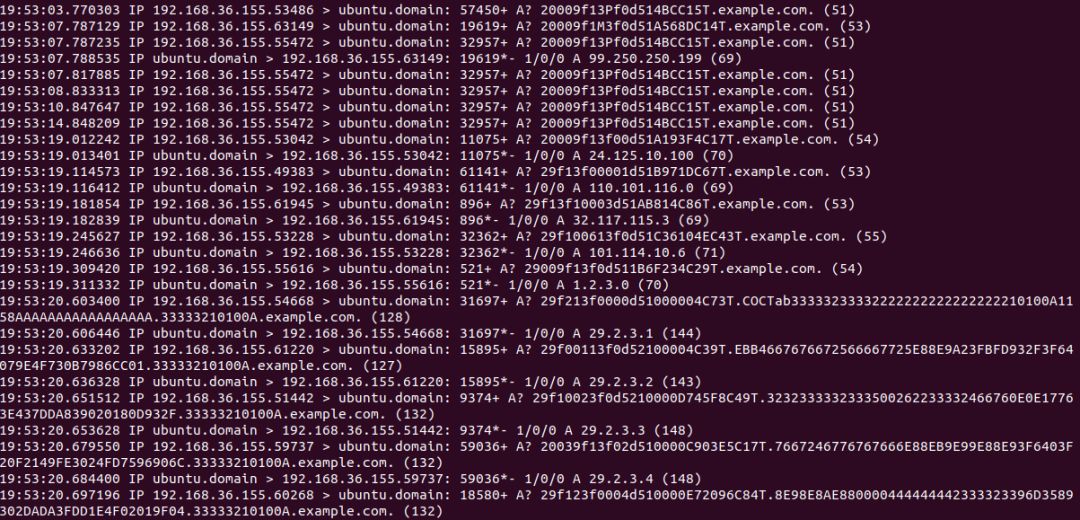 19:53:03.770303 IP 192.168.36.155.53486 > ubuntu.domain: 57450+ A? 20009f13Pf0d514BCC15T.example.com. (51)
19:53:07.787129 IP 192.168.36.155.63149 > ubuntu.domain: 19619+ A? 20009f1M3f0d51A568DC14T.example.com. (53)
19:53:07.787235 IP 192.168.36.155.55472 > ubuntu.domain: 32957+ A? 20009f13Pf0d514BCC15T.example.com. (51)
19:53:07.788535 IP ubuntu.domain > 192.168.36.155.63149: 19619*- 1/0/0 A 99.250.250.199 (69)
19:53:07.817885 IP 192.168.36.155.55472 > ubuntu.domain: 32957+ A? 20009f13Pf0d514BCC15T.example.com. (51)
19:53:08.833313 IP 192.168.36.155.55472 > ubuntu.domain: 32957+ A? 20009f13Pf0d514BCC15T.example.com. (51)
19:53:10.847647 IP 192.168.36.155.55472 > ubuntu.domain: 32957+ A? 20009f13Pf0d514BCC15T.example.com. (51)
19:53:14.848209 IP 192.168.36.155.55472 > ubuntu.domain: 32957+ A? 20009f13Pf0d514BCC15T.example.com. (51)
19:53:19.012242 IP 192.168.36.155.53042 > ubuntu.domain: 11075+ A? 20009f13f00d51A193F4C17T.example.com. (54)
19:53:19.013401 IP ubuntu.domain > 192.168.36.155.53042: 11075*- 1/0/0 A 24.125.10.100 (70)
19:53:19.114573 IP 192.168.36.155.49383 > ubuntu.domain: 61141+ A? 29f13f00001d51B971DC67T.example.com. (53)
19:53:19.116412 IP ubuntu.domain > 192.168.36.155.49383: 61141*- 1/0/0 A 110.101.116.0 (69)
19:53:19.181854 IP 192.168.36.155.61945 > ubuntu.domain: 896+ A? 29f13f10003d51AB814C86T.example.com. (53)
19:53:19.182839 IP ubuntu.domain > 192.168.36.155.61945: 896*- 1/0/0 A 32.117.115.3 (69)
19:53:19.245627 IP 192.168.36.155.53228 > ubuntu.domain: 32362+ A? 29f100613f0d51C36104EC43T.example.com. (55)
19:53:19.246636 IP ubuntu.domain > 192.168.36.155.53228: 32362*- 1/0/0 A 101.114.10.6 (71)
19:53:19.309420 IP 192.168.36.155.55616 > ubuntu.domain: 521+ A? 29009f13f0d511B6F234C29T.example.com. (54)
19:53:19.311332 IP ubuntu.domain > 192.168.36.155.55616: 521*- 1/0/0 A 1.2.3.0 (70)
19:53:20.603400 IP 192.168.36.155.54668 > ubuntu.domain: 31697+ A? 29f213f0000d51000004C73T.COCTab33333233332222222222222222210100A11
58AAAAAAAAAAAAAAAAA.33333210100A.example.com. (128)
19:53:20.606446 IP ubuntu.domain > 192.168.36.155.54668: 31697*- 1/0/0 A 29.2.3.1 (144)
19:53:20.633202 IP 192.168.36.155.61220 > ubuntu.domain: 15895+ A? 29f00113f0d52100004C39T.EBB4667676672566667725E88E9A23FBFD932F3F64
079E4F730B7986CC01.33333210100A.example.com. (127)
19:53:20.636328 IP ubuntu.domain > 192.168.36.155.61220: 15895*- 1/0/0 A 29.2.3.2 (143)
19:53:20.651512 IP 192.168.36.155.51442 > ubuntu.domain: 9374+ A? 29f10023f0d5210000D745F8C49T.3232333332333500262233332466760E0E1776
3E437DDA839020180D932F.33333210100A.example.com. (132)
19:53:20.653628 IP ubuntu.domain > 192.168.36.155.51442: 9374*- 1/0/0 A 29.2.3.3 (148)
19:53:20.679550 IP 192.168.36.155.59737 > ubuntu.domain: 59036+ A? 20039f13f02d510000C903E5C17T.7667246776767666E88EB9E99E88E93F6403F
20F2149FE3024FD7596906C.33333210100A.example.com. (132)
19:53:20.684400 IP ubuntu.domain > 192.168.36.155.59737: 59036*- 1/0/0 A 29.2.3.4 (148)
19:53:20.697196 IP 192.168.36.155.60268 > ubuntu.domain: 18580+ A? 29f123f0004d510000E72096C84T.8E98E8AE8800004444444442333323396D3589
302DADA3FDD1E4F02019F04.33333210100A.example.com. (132)